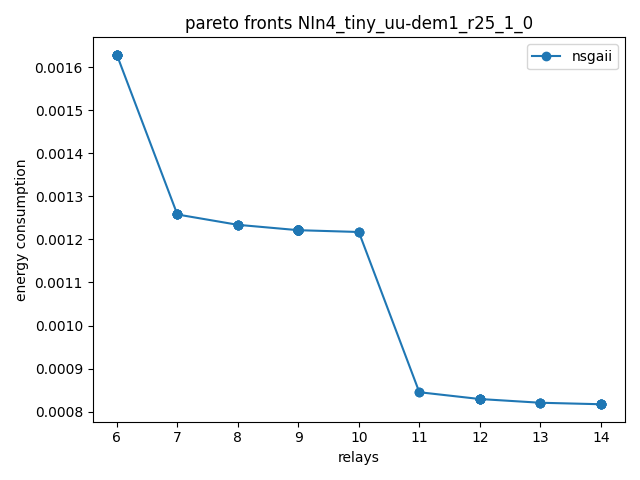 pareto fronts NIn4_tiny_uu-dem1_r25_1_0
nsgaii
energy consumption
0.0016
0.0015
0.0014
0.0013
0.0012
0.0011
0.0010
0.0009
0.0008
6 7 8 9 10 11 12 13 14
relays